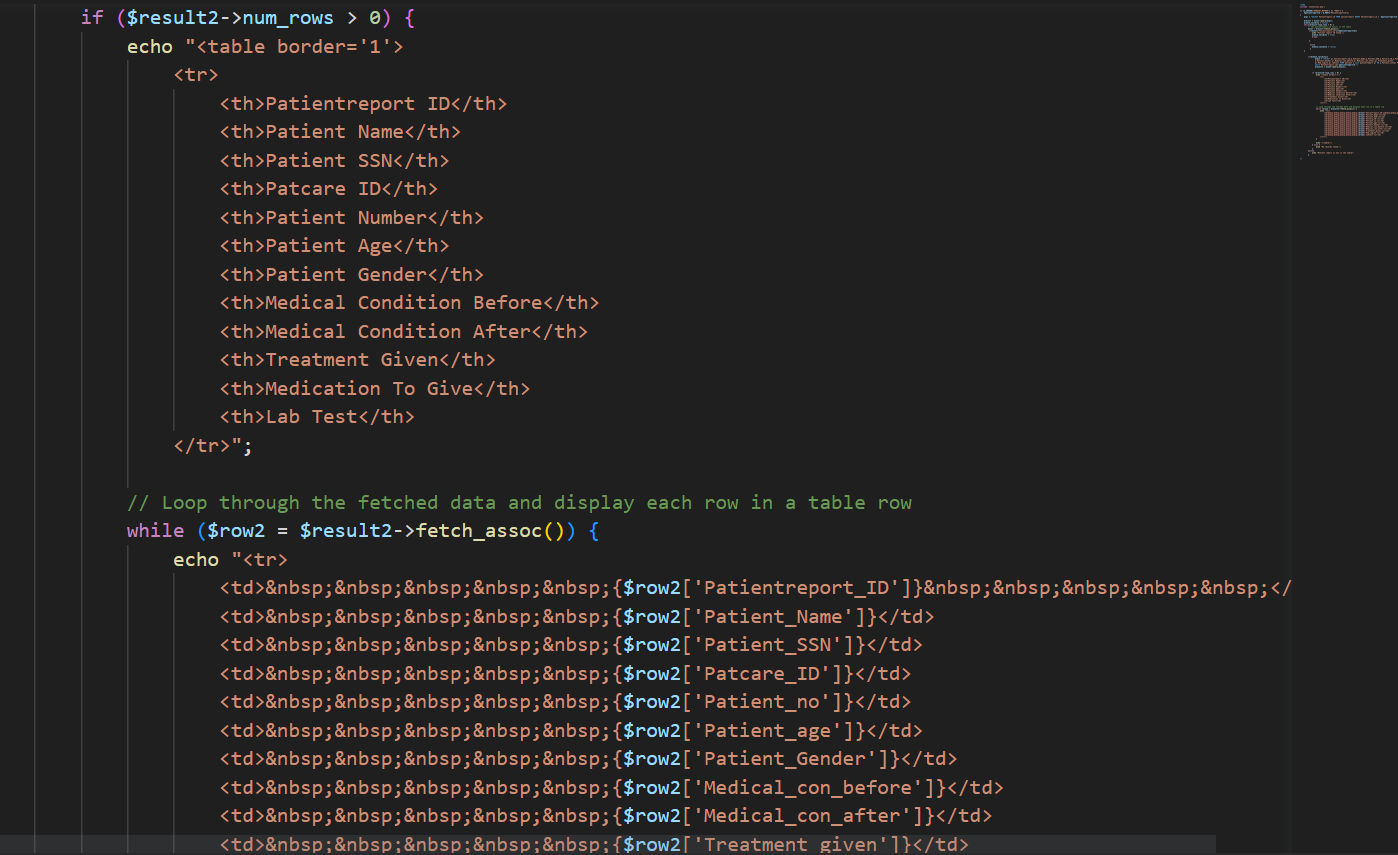 if ($result2->num_rows > 0) {
echo "<table border='1'>
<tr>
<th>Patientreport ID</th>
<th>Patient Name</th>
<th>Patient SSN</th>
<th>Patcare ID</th>
<th>Patient Number</th>
<th>Patient Age</th>
<th>Patient Gender</th>
<th>Medical Condition Before</th>
<th>Medical Condition After</th>
<th>Treatment Given</th>
<th>Medication To Give</th>
<th>Lab Test</th>
</tr>";
// Loop through the fetched data and display each row in a table row
while ($row2 = $result2->fetch_assoc()) {
echo "<tr>
<td>&nbsp;&nbsp;&nbsp;&nbsp;&nbsp;{$row2['Patientreport_ID']}&nbsp;&nbsp;&nbsp;&nbsp;&nbsp;</
<td>&nbsp;&nbsp;&nbsp;&nbsp;&nbsp;{$row2['Patient_Name']}</td>
<td>&nbsp;&nbsp;&nbsp;&nbsp;&nbsp;{$row2['Patient_SSN']}</td>
<td>&nbsp;&nbsp;&nbsp;&nbsp;&nbsp;{$row2['Patcare_ID']}</td>
<td>&nbsp;&nbsp;&nbsp;&nbsp;&nbsp;{$row2['Patient_no']}</td>
<td>&nbsp;&nbsp;&nbsp;&nbsp;&nbsp;{$row2['Patient_age']}</td>
<td>&nbsp;&nbsp;&nbsp;&nbsp;&nbsp;{$row2['Patient_Gender']}</td>
<td>&nbsp;&nbsp;&nbsp;&nbsp;&nbsp;{$row2['Medical_con_before']}</td>
<td>&nbsp;&nbsp;&nbsp;&nbsp;&nbsp;{$row2['Medical_con_after']}</td>
<td>&nbsp;&nbsp;&nbsp;&nbsp;&nbsp;{$row2['Treatment_given']}</td>